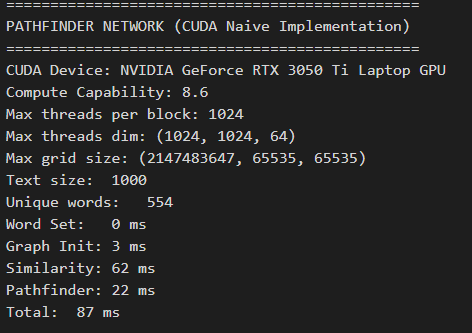 ===============================================
PATHFINDER NETWORK (CUDA Naive Implementation)
===============================================
CUDA Device: NVIDIA GeForce RTX 3050 Ti Laptop GPU
Compute Capability: 8.6
Max threads per block: 1024
Max threads dim: (1024, 1024, 64)
Max grid size: (2147483647, 65535, 65535)
Text size:  1000
Unique words:   554
Word Set:   0 ms
Graph Init: 3 ms
Similarity: 62 ms
Pathfinder: 22 ms
Total:  87 ms